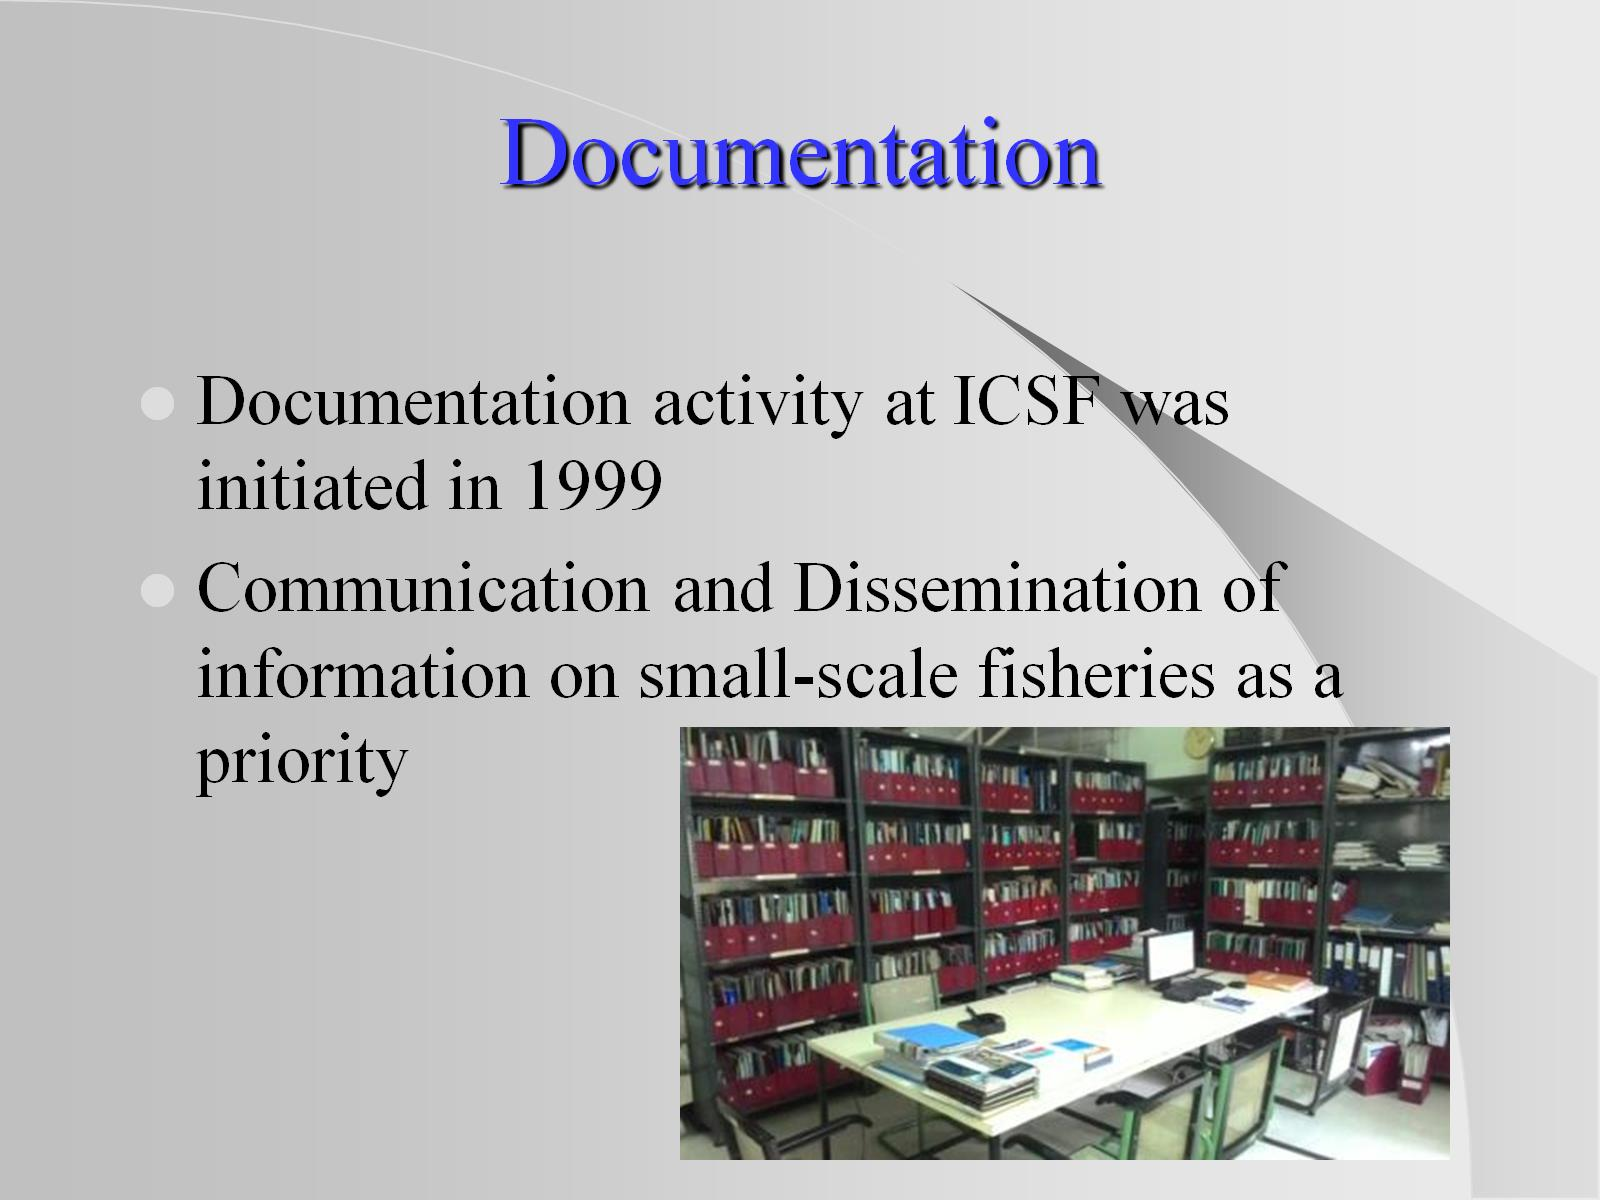 Documentation
Documentation activity at ICSF was
initiated in 1999
Communication and Dissemination of
information on small-scale fisheries as a
priority